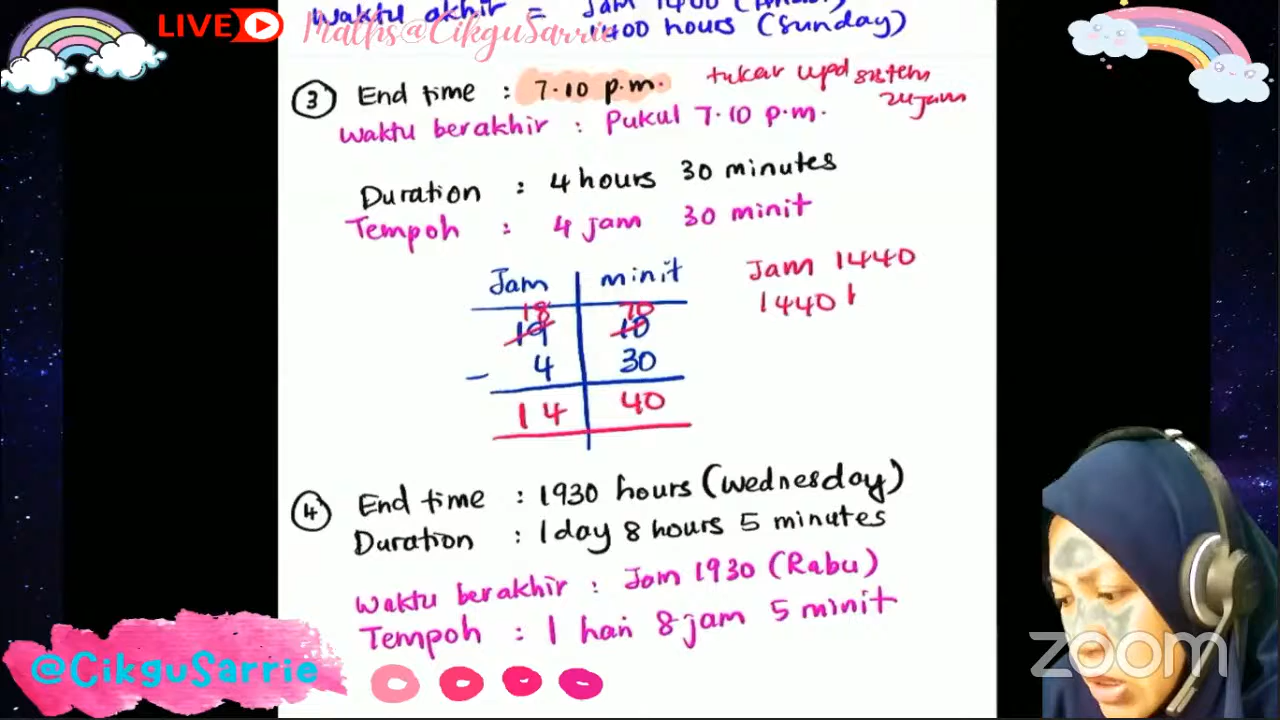 LIVE
Maths@CikguSarrie
Waktu akhir = Jam 1400
1400 hours (Sunday)
3 End time : 7.10 p.m.
tukar
sistem
24jam
Waktu berakhir : Pukul 7.10 p.m.
Duration : 4 hours 30 minutes
Tempoh : 4 jam 30 minit
Jam minit
18 70
19 10
- 4 30
14 40
Jam 1440
1440 h
4 End time : 1930 hours (Wednesday)
Duration : 1 day 8 hours 5 minutes
Waktu berakhir : Jam 1930 (Rabu)
Tempoh : 1 hari 8 jam 5 minit
@CikguSarrie
zoom